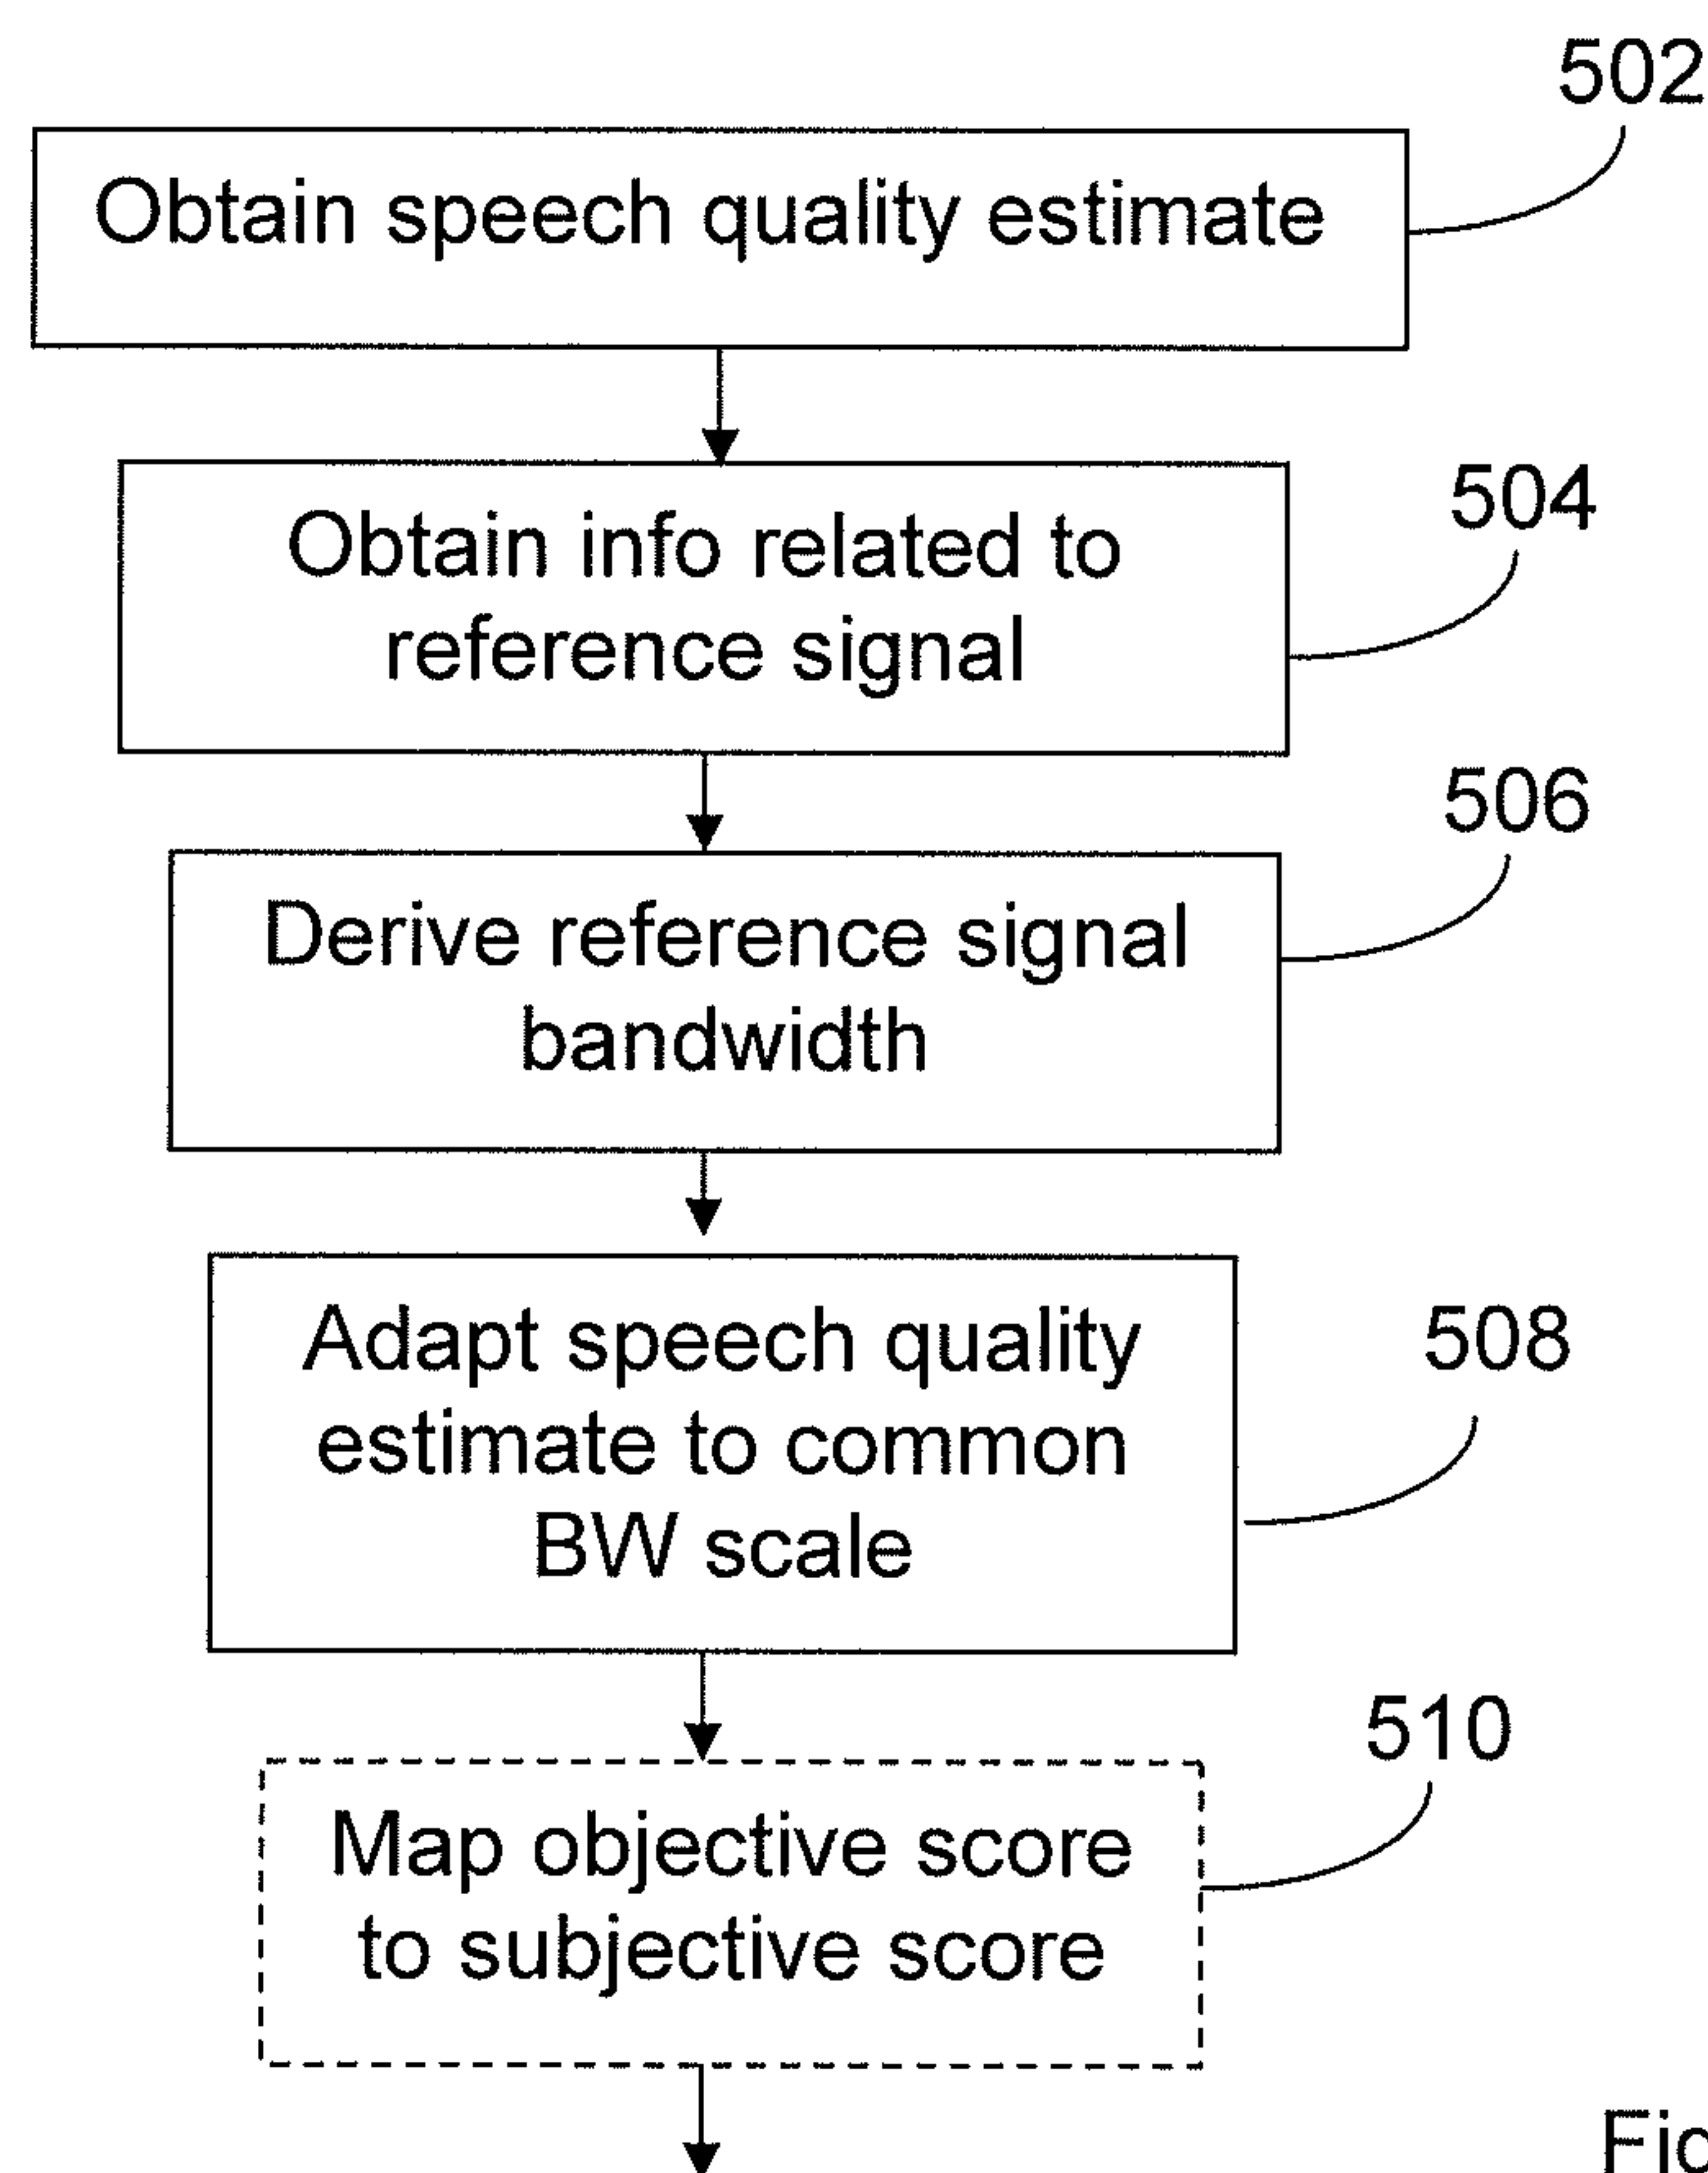 502
Obtain speech quality estimate
504
Obtain info related to
reference signal
506
Derive reference signal
bandwidth
508
Adapt speech quality
estimate to common
BW scale
510
Map objective score
to subjective score